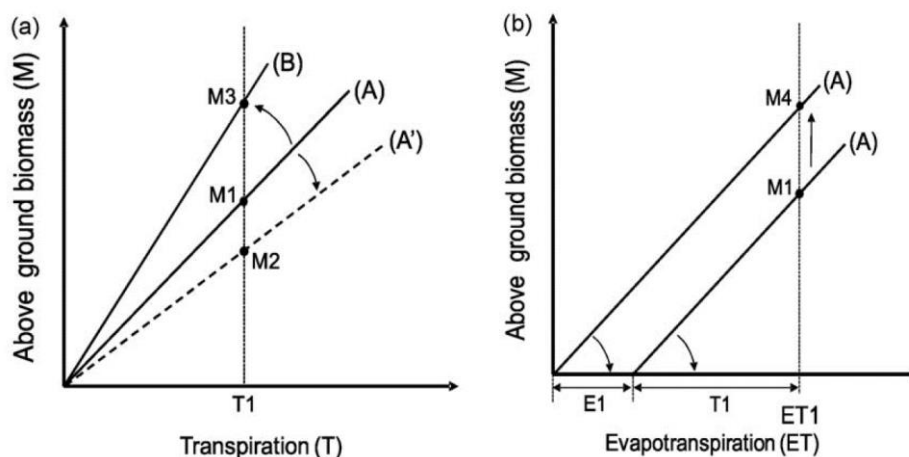 (a)
Above ground biomass (M)
(B)
(A)
(A')
M3
M1
M2
T1
Transpiration (T)
(b)
Above ground biomass (M)
M4
(A)
(A)
M1
E1
T1
ET1
Evapotranspiration (ET)